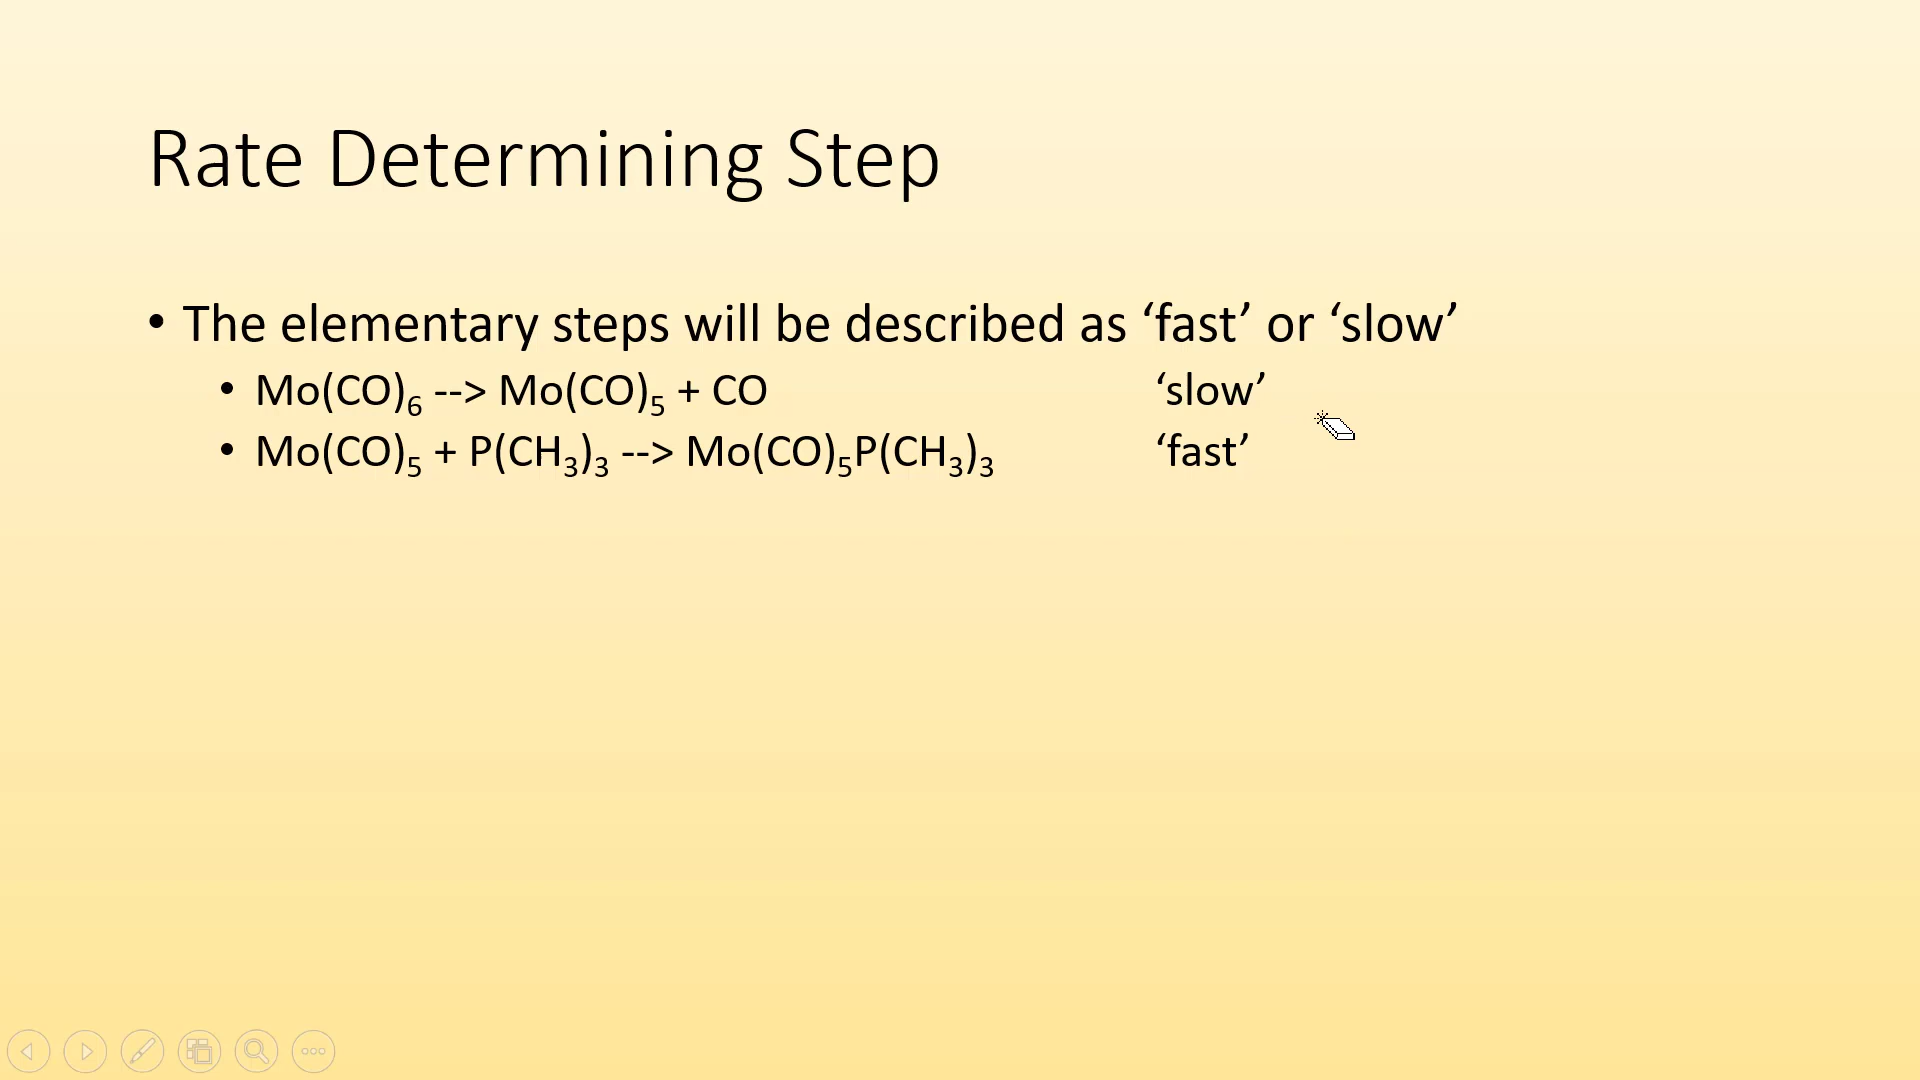 Rate Determining Step
• The elementary steps will be described as ‘fast’ or ‘slow’
• Mo(CO)₆ --> Mo(CO)₅ + CO ‘slow’
• Mo(CO)₅ + P(CH₃)₃ --> Mo(CO)₅P(CH₃)₃ ‘fast’